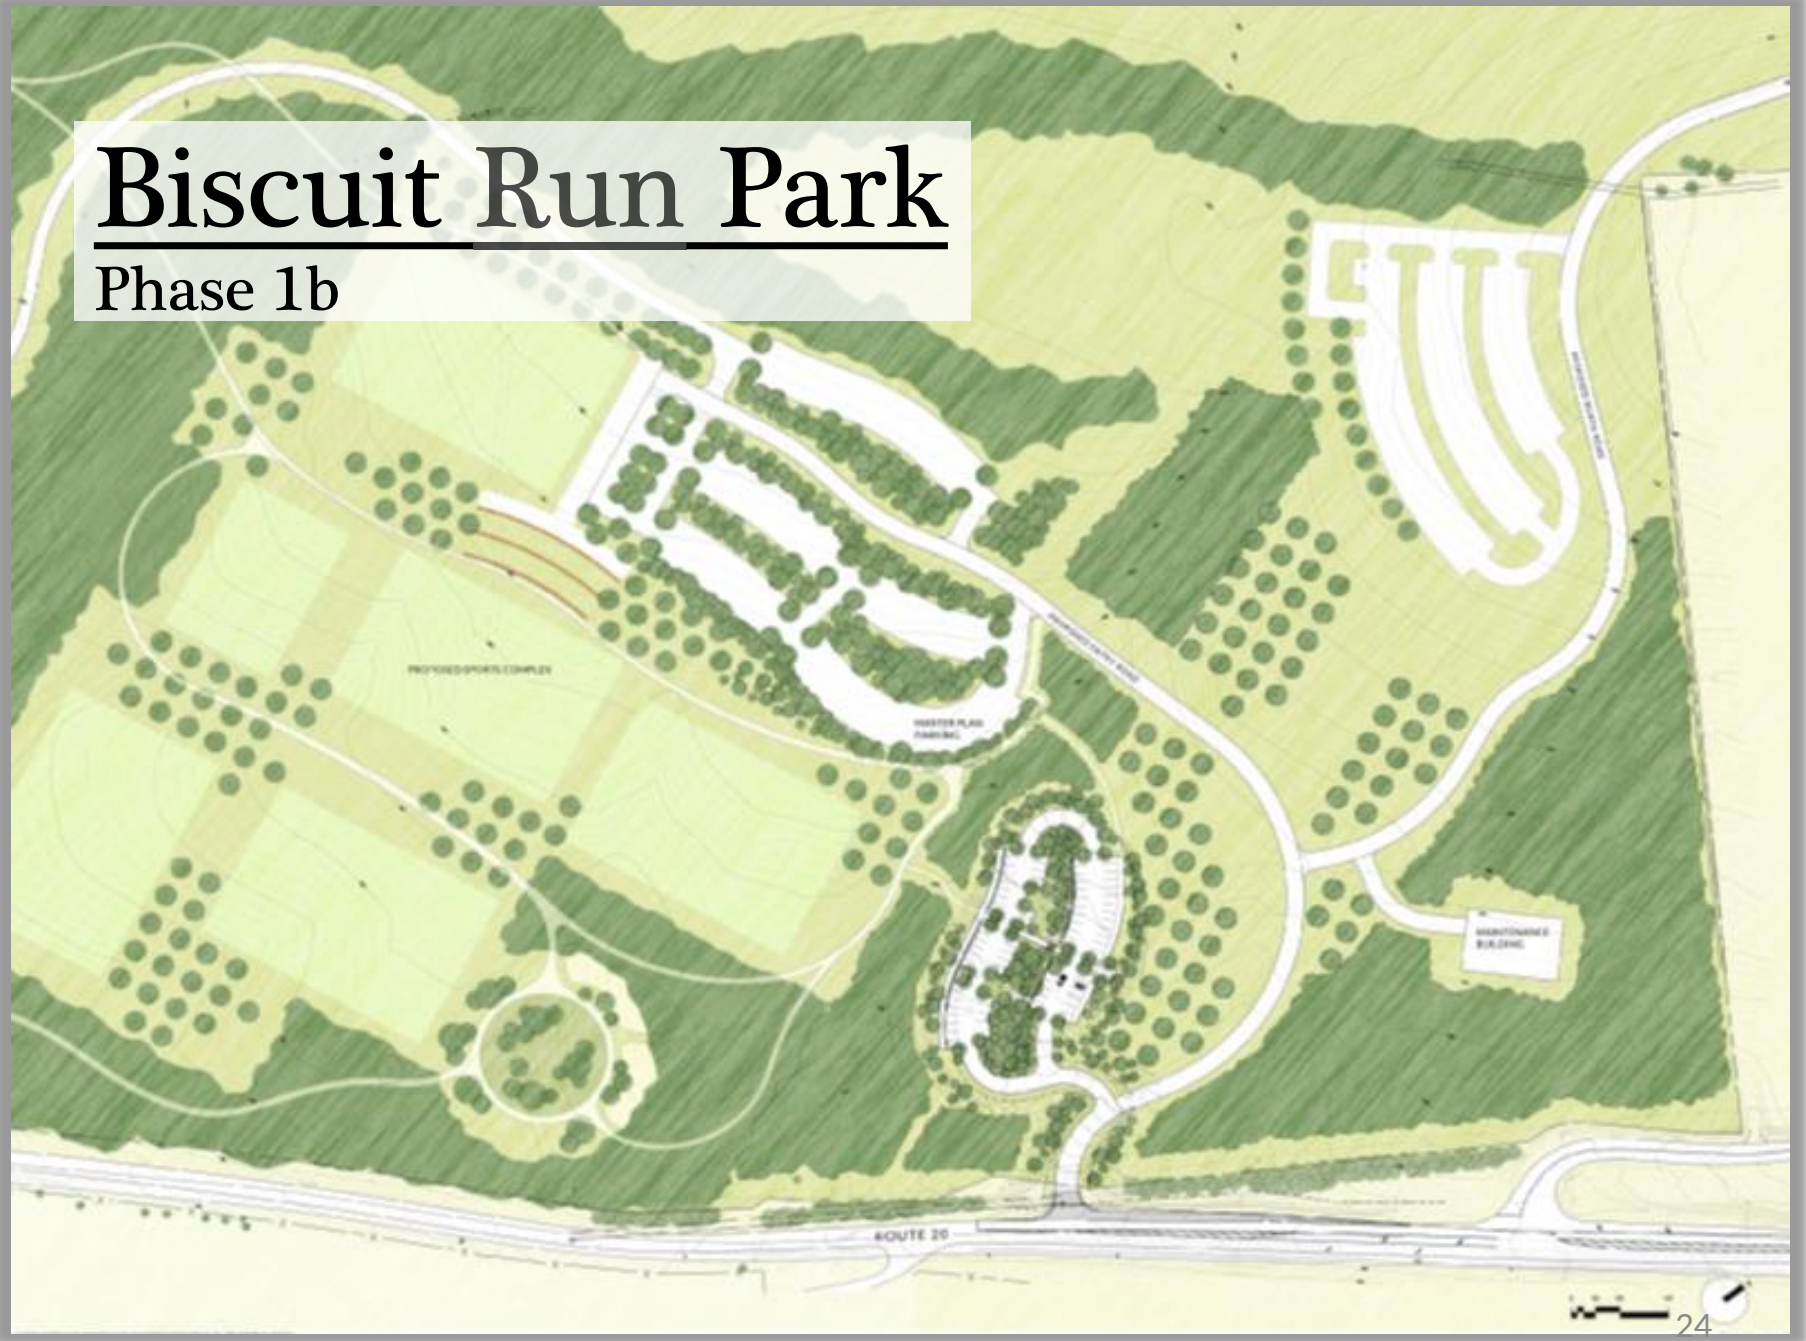 Biscuit Run Park
Phase 1b
PROPOSED SPORTS COMPLEX
MASTER PLAN
PARKING
MAINTENANCE
BUILDING
ROUTE 20
24